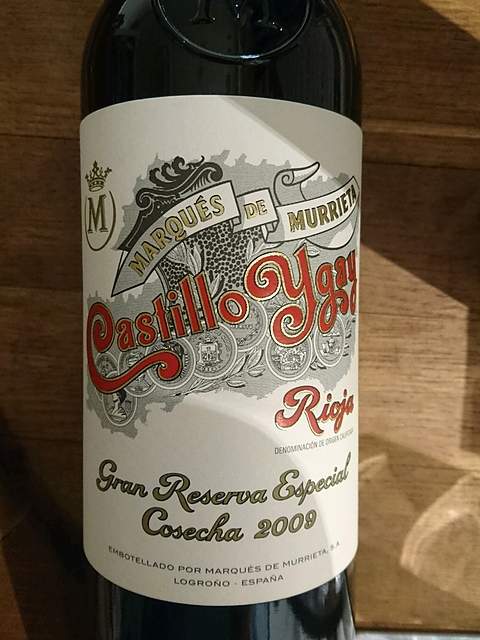 M
M
MARQUÉS DE MURRIETA
Castillo Ygay
Rioja
DENOMINACIÓN DE ORIGEN CALIFICADA
Gran Reserva Especial
Cosecha 2009
EMBOTELLADO POR MARQUÉS DE MURRIETA, S.A
LOGROÑO - ESPAÑA